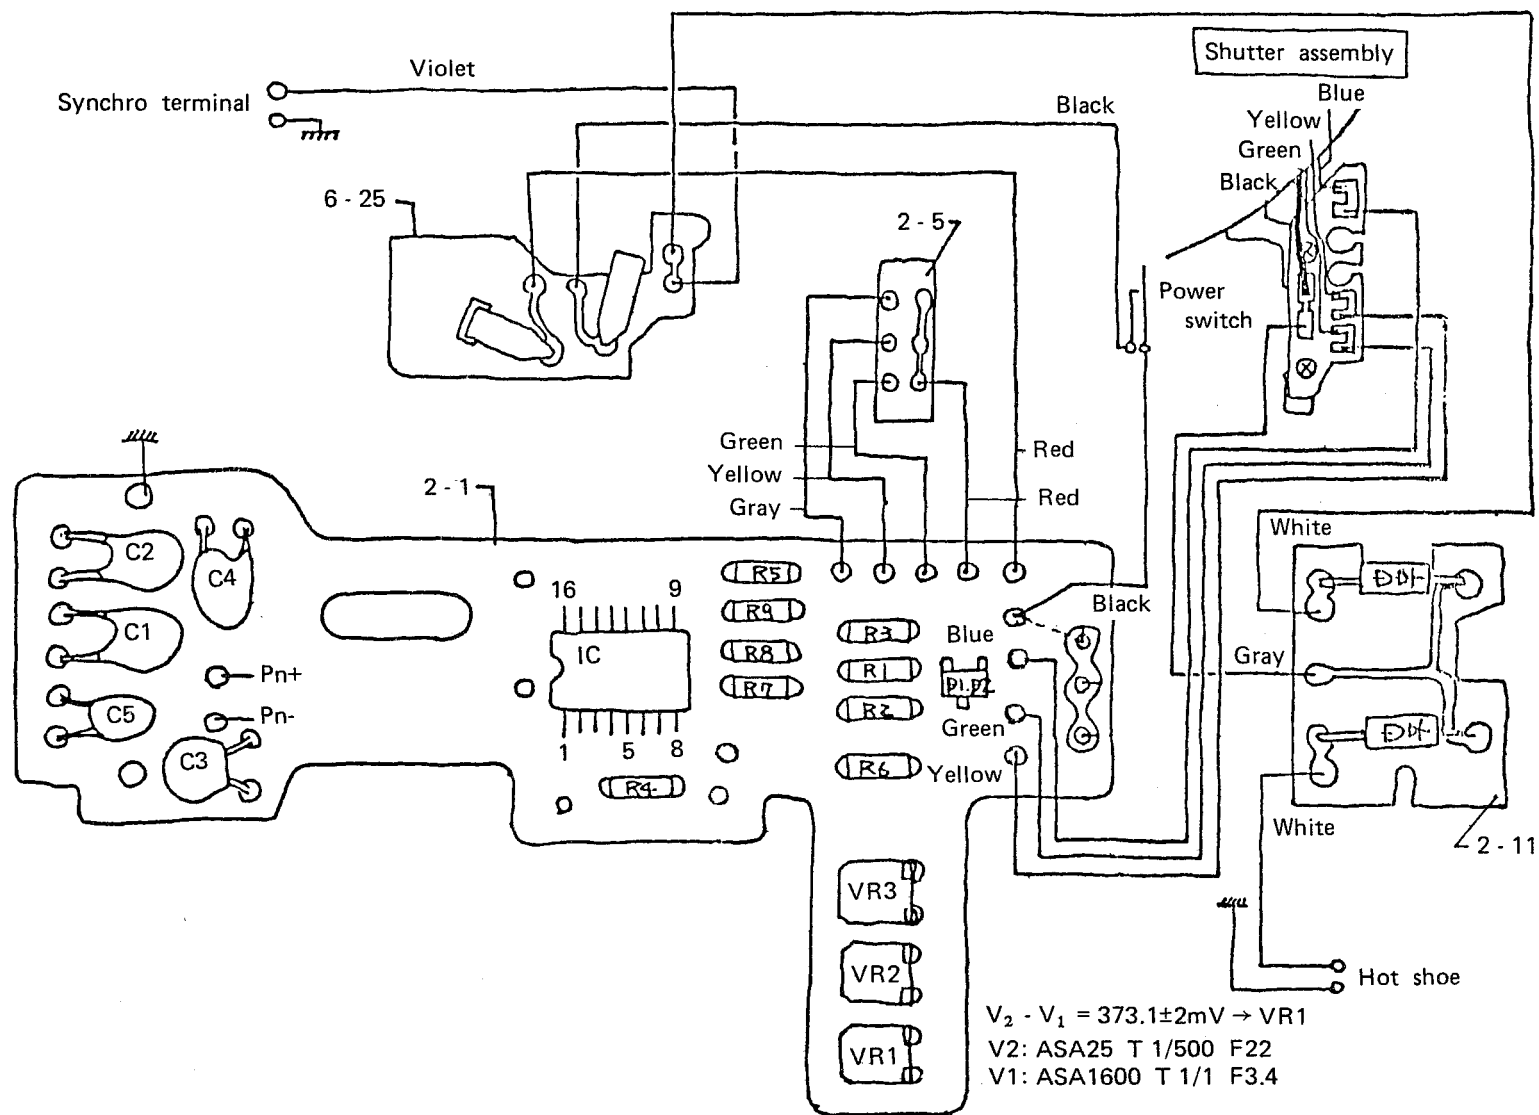 Shutter assembly
Violet
Synchro terminal
Black
Blue
Yellow
Green
Black
6 - 25
2 - 5
Power
switch
Green
Yellow
Gray
Red
Red
2 - 1
White
C2
C4
C1
C5
C3
Pn+
Pn-
16
9
IC
1
5
8
R5
R9
R8
R7
R4
R3
R1
R2
R6
Black
Blue
D1.D2
Green
Yellow
Gray
White
2 - 11
VR3
VR2
VR1
Hot shoe
V₂ - V₁ = 373.1±2mV → VR1
V2: ASA25 T 1/500 F22
V1: ASA1600 T 1/1 F3.4